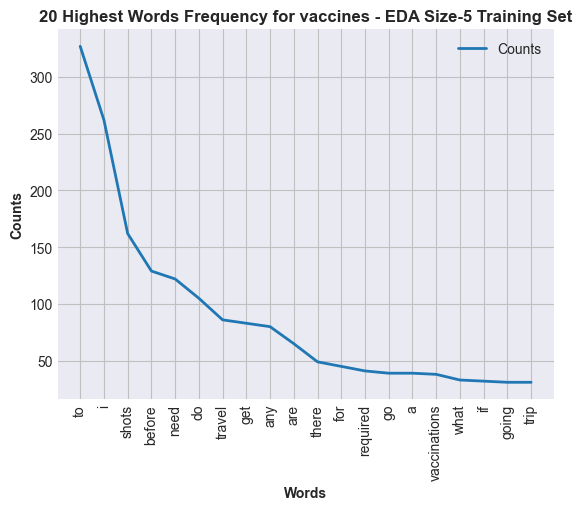 20 Highest Words Frequency for vaccines - EDA Size-5 Training Set
Counts
300
250
200
150
100
50
Counts
to
i
shots
before
need
do
travel
get
any
are
there
for
required
go
a
vaccinations
what
if
going
trip
Words